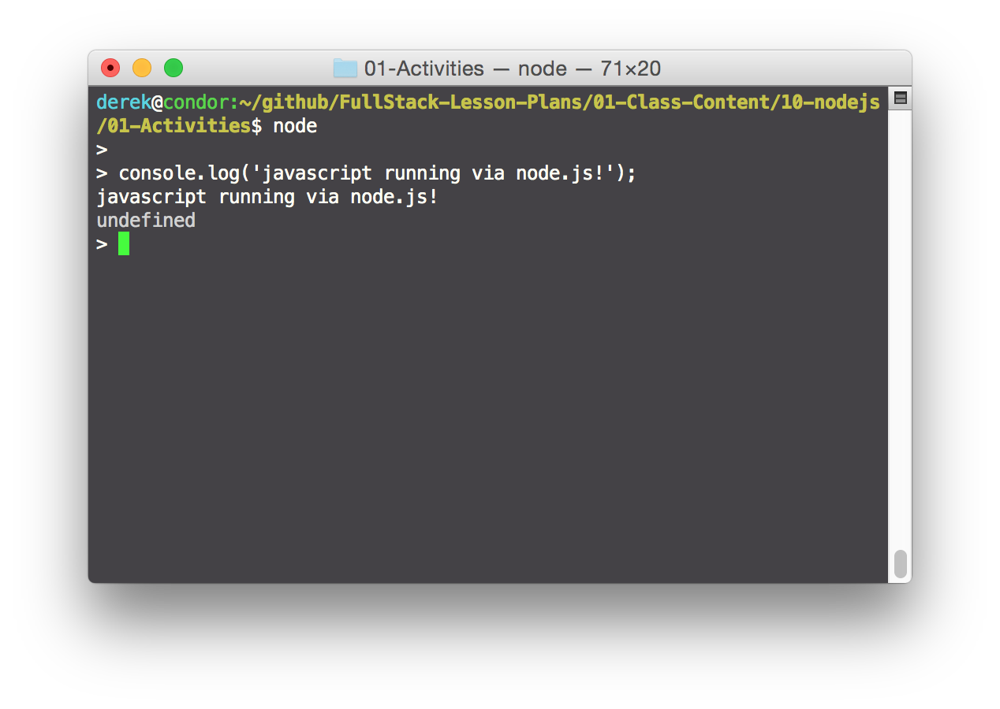 01-Activities — node — 71×20
derek@condor:~/github/FullStack-Lesson-Plans/01-Class-Content/10-nodejs
/01-Activities$ node
>
> console.log('javascript running via node.js!');
javascript running via node.js!
undefined
>